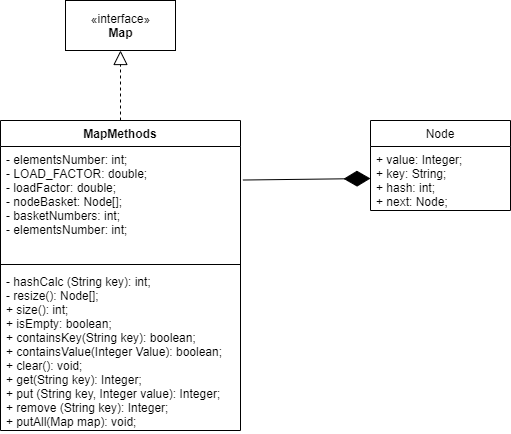 «interface»
Map
MapMethods
- elementsNumber: int;
- LOAD_FACTOR: double;
- loadFactor: double;
- nodeBasket: Node[];
- basketNumbers: int;
- elementsNumber: int;
- hashCalc (String key): int;
- resize(): Node[];
+ size(): int;
+ isEmpty: boolean;
+ containsKey(String key): boolean;
+ containsValue(Integer Value): boolean;
+ clear(): void;
+ get(String key): Integer;
+ put (String key, Integer value): Integer;
+ remove (String key): Integer;
+ putAll(Map map): void;
Node
+ value: Integer;
+ key: String;
+ hash: int;
+ next: Node;